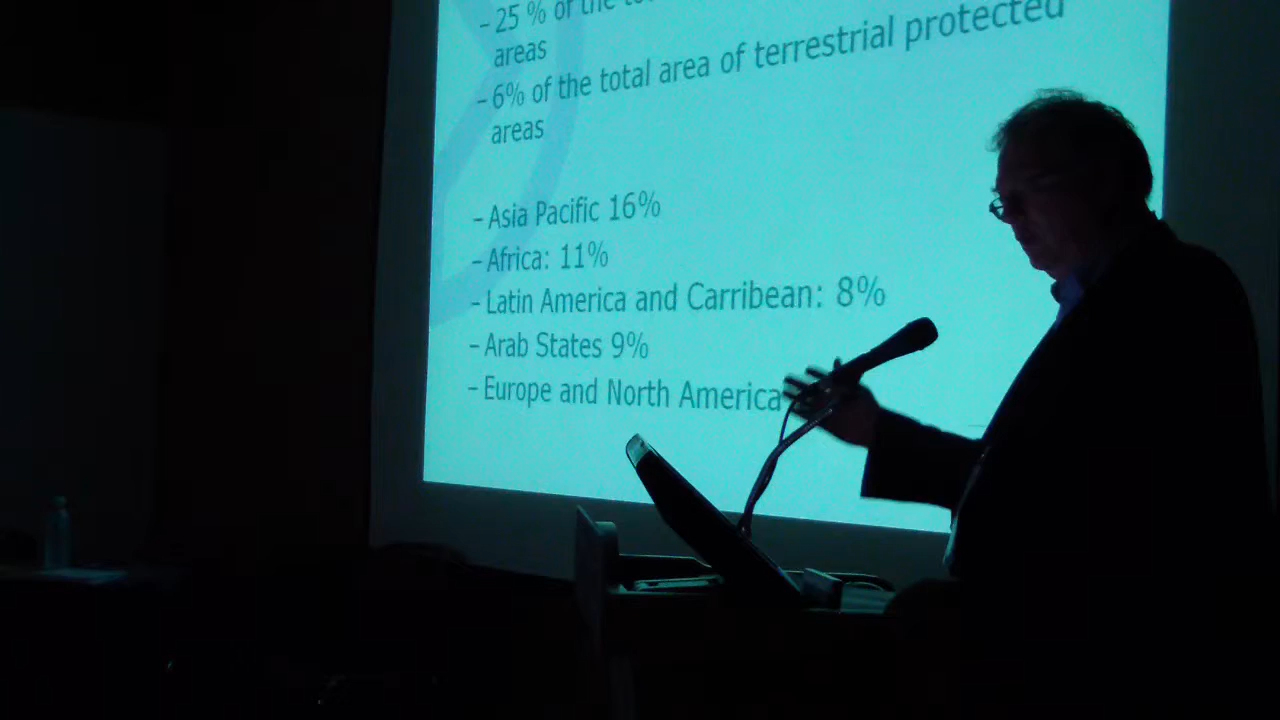 – 25 % of the
areas
– 6% of the total area of terrestrial protected
areas
– Asia Pacific 16%
– Africa: 11%
– Latin America and Carribean: 8%
– Arab States 9%
– Europe and North America